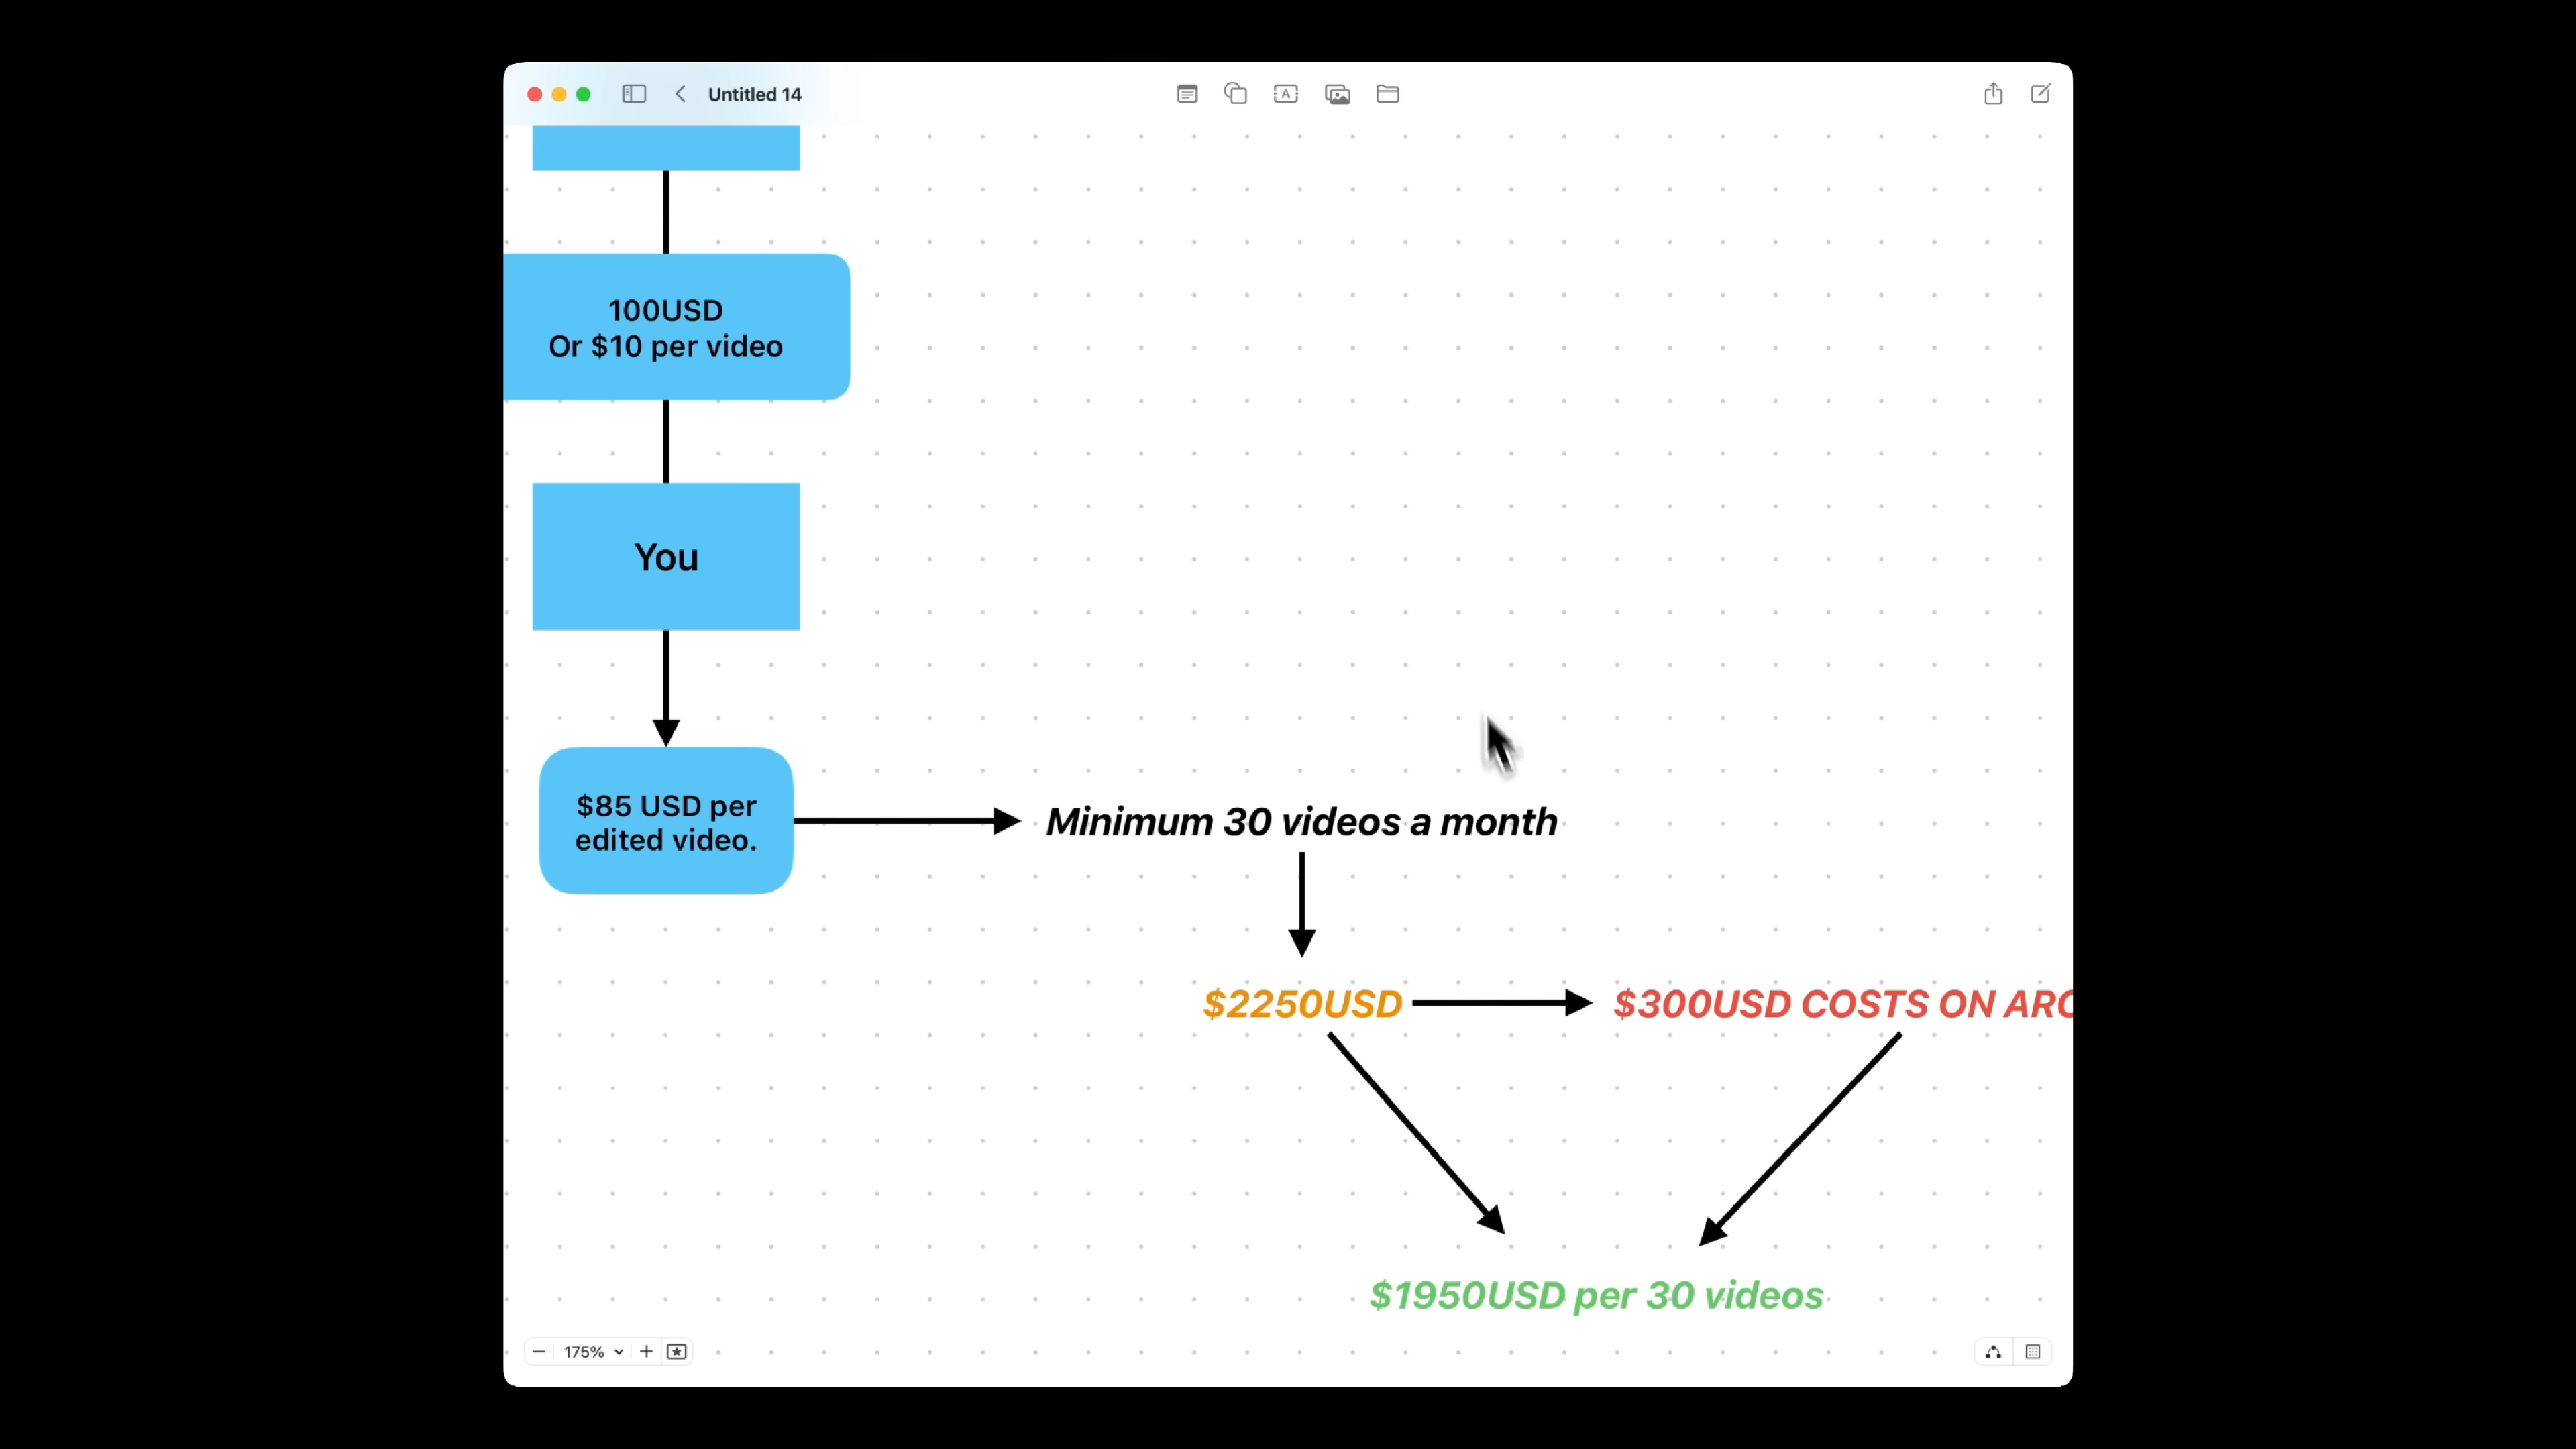 Untitled 14
100USD
Or $10 per video
You
$85 USD per
edited video.
Minimum 30 videos a month
$2250USD
$300USD COSTS ON ARC
$1950USD per 30 videos
175%